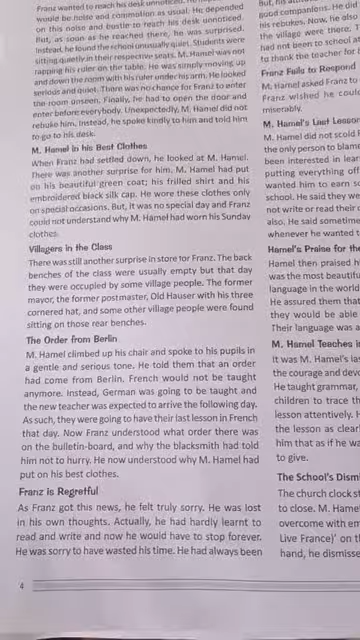 Franz wanted to reach his desk unnoticed.
would be noise and commotion as usual. He depended
on this noise and bustle to reach his desk unnoticed.
But, as soon as he reached there, he was surprised.
Instead, he found the school unusually quiet. Students were
sitting quietly in their respective seats. M. Hamel was not
rapping his ruler on the table. He was simply moving up
and down the room with his ruler under his arm. He looked
serious and quiet. There was no chance for Franz to enter
the room unseen. Finally, he had to open the door and
enter before everybody. Unexpectedly, M. Hamel did not
rebuke him. Instead, he spoke kindly to him and told him
to go to his desk.
M. Hamel in his Best Clothes
When Franz had settled down, he looked at M. Hamel.
There was another surprise for him. M. Hamel had put
on his beautiful green coat; his frilled shirt and his
embroidered black silk cap. He wore these clothes only
on special occasions. But, it was no special day and Franz
could not understand why M. Hamel had worn his Sunday
clothes.
Villagers in the Class
There was still another surprise in store for Franz. The back
benches of the class were usually empty but that day
they were occupied by some village people. The former
mayor, the former postmaster, Old Hauser with his three
cornered hat, and some other village people were found
sitting on those rear benches.
The Order from Berlin
M. Hamel climbed up his chair and spoke to his pupils in
a gentle and serious tone. He told them that an order
had come from Berlin. French would not be taught
anymore. Instead, German was going to be taught and
the new teacher was expected to arrive the following day.
As such, they were going to have their last lesson in French
that day. Now Franz understood what order there was
on the bulletin-board, and why the blacksmith had told
him not to hurry. He now understood why M. Hamel had
put on his best clothes.
Franz is Regretful
As Franz got this news, he felt truly sorry. He was lost
in his own thoughts. Actually, he had hardly learnt to
read and write and now he would have to stop forever.
He was sorry to have wasted his time. He had always been
4
good companions. He did
his rebukes. Now, he also
the village were there. T
had not been to school a
to thank the teacher for
Franz Fails to Respond
M. Hamel asked Franz to
Franz wished he could
miserably.
M. Hamel's Last Lesson
M. Hamel did not scold
the only person to blame
been interested in lear
putting everything off
wanted him to earn s
school. He said they we
not write or read their
also. He said sometime
whenever he wanted t
Hamel's Praise for the
Hamel then praised h
was the most beautiful
language in the world
He assured them that
they would be able
Their language was a
M. Hamel Teaches
It was M. Hamel's las
the courage and devo
He taught grammar,
children to trace th
lesson attentively. H
the lesson as clearl
him that as if he wa
to give.
The School's Dismi
The church clock st
to close. M. Hame
overcome with em
Live France)' on th
hand, he dismisse